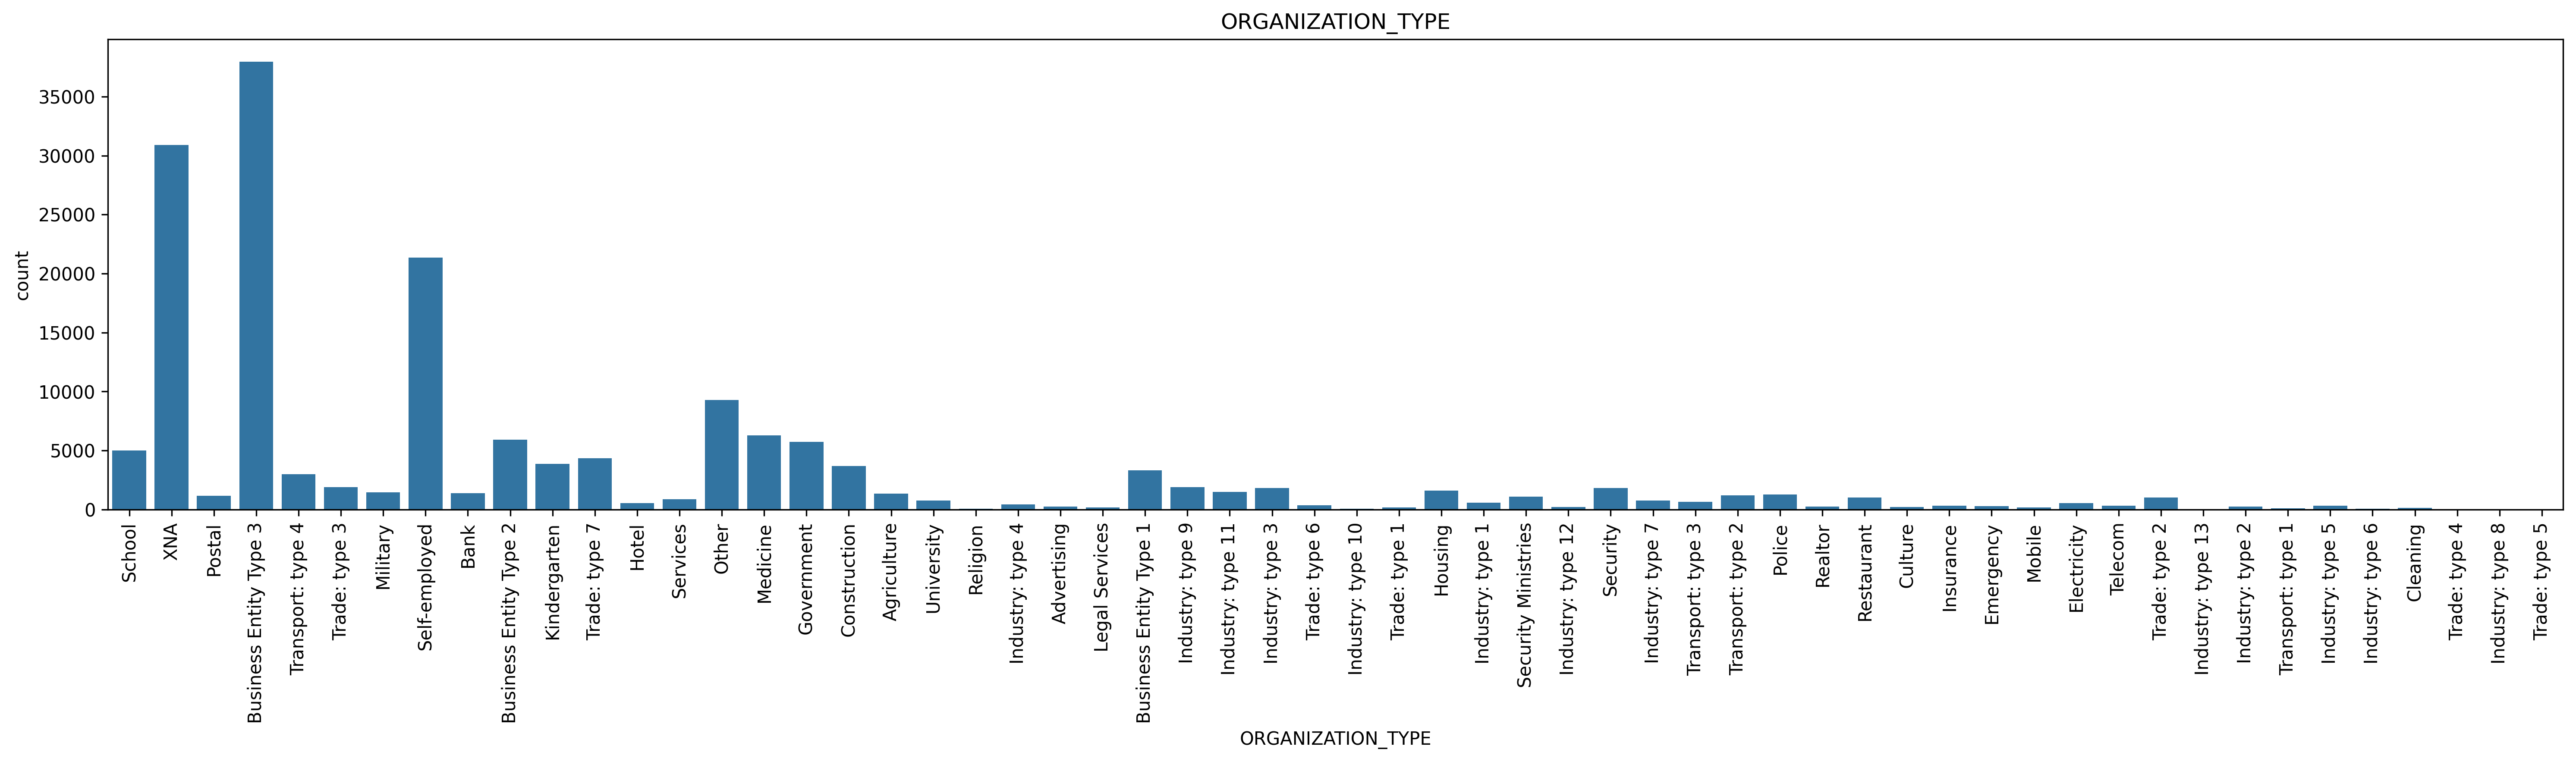 ORGANIZATION_TYPE
35000
30000
25000
20000
15000
10000
5000
0
count
School
XNA
Postal
Business Entity Type 3
Transport: type 4
Trade: type 3
Military
Self-employed
Bank
Business Entity Type 2
Kindergarten
Trade: type 7
Hotel
Services
Other
Medicine
Government
Construction
Agriculture
University
Religion
Industry: type 4
Advertising
Legal Services
Business Entity Type 1
Industry: type 9
Industry: type 11
Industry: type 3
Trade: type 6
Industry: type 10
Trade: type 1
Housing
Industry: type 1
Security Ministries
Industry: type 12
Security
Industry: type 7
Transport: type 3
Transport: type 2
Police
Realtor
Restaurant
Culture
Insurance
Emergency
Mobile
Electricity
Telecom
Trade: type 2
Industry: type 13
Industry: type 2
Transport: type 1
Industry: type 5
Industry: type 6
Cleaning
Trade: type 4
Industry: type 8
Trade: type 5
ORGANIZATION_TYPE